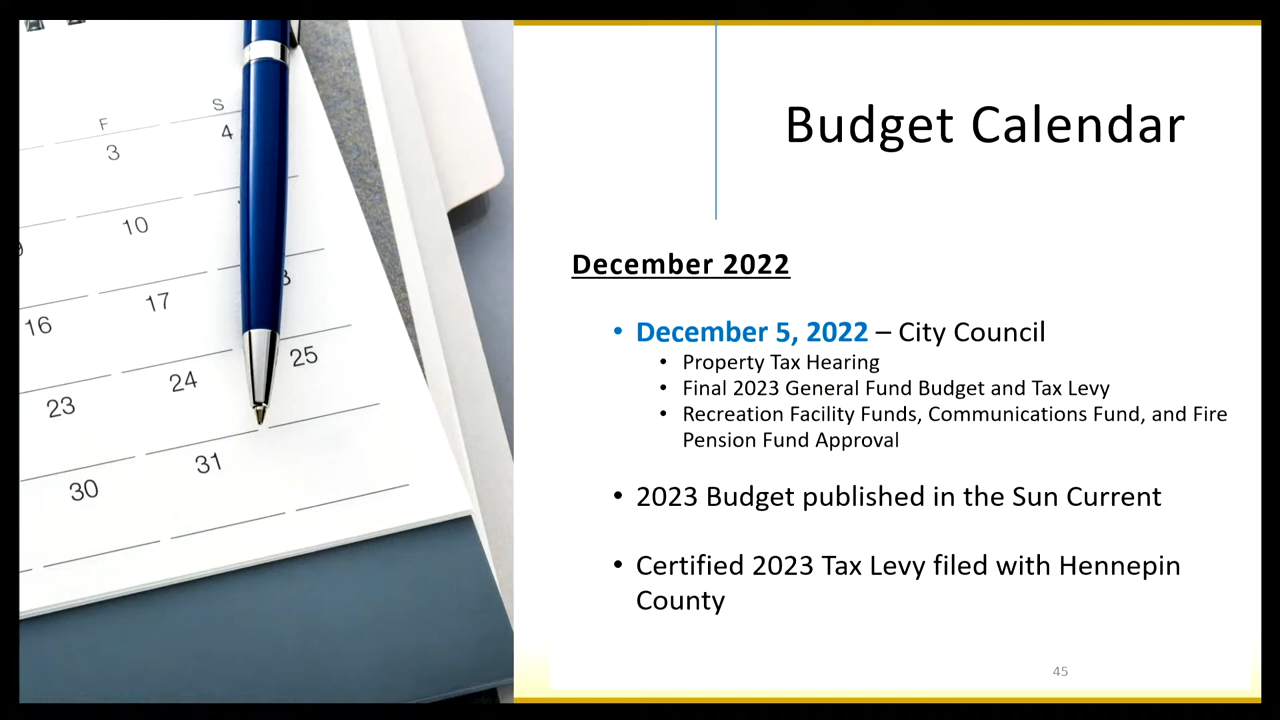 Budget Calendar
December 2022
• December 5, 2022 – City Council
• Property Tax Hearing
• Final 2023 General Fund Budget and Tax Levy
• Recreation Facility Funds, Communications Fund, and Fire
Pension Fund Approval
• 2023 Budget published in the Sun Current
• Certified 2023 Tax Levy filed with Hennepin
County
45
F S
3 4
10
17
16
24 25
23
31
30